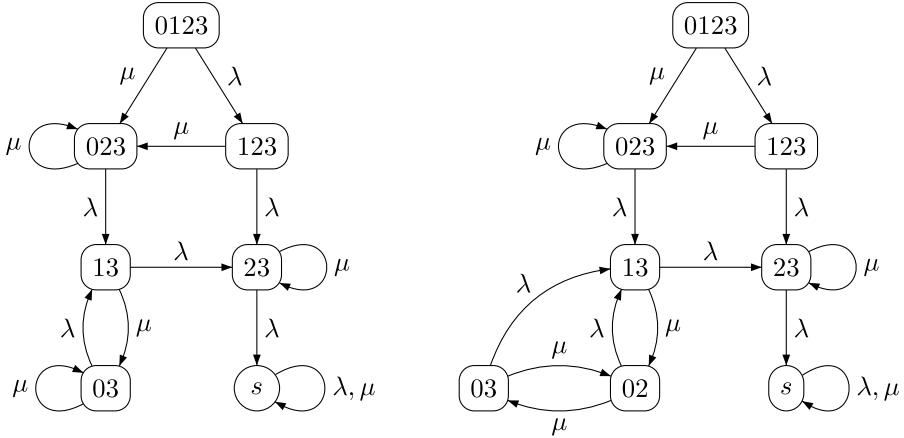 0123 0123
μ λ μ λ
μ 023 μ 123 μ 023 μ 123
λ λ λ λ
13 λ 23 μ 13 λ 23 μ
λ
λ μ λ λ μ λ
μ
μ 03 s λ, μ 03 02 s λ, μ
μ